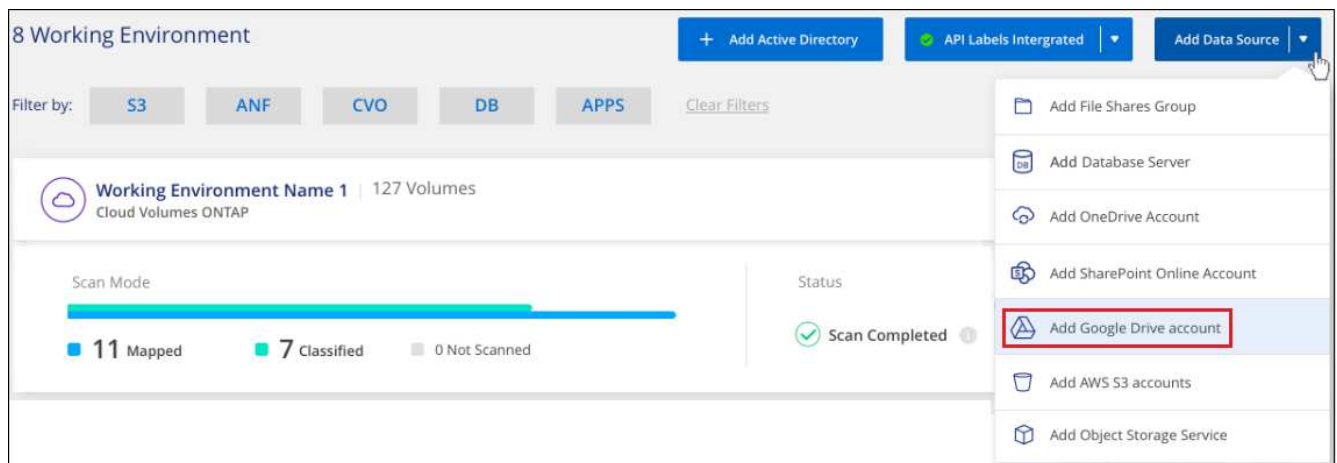 8 Working Environment
+ Add Active Directory
API Labels Intergrated
Add Data Source
Filter by:
S3
ANF
CVO
DB
APPS
Clear Filters
Add File Shares Group
DB
Add Database Server
Working Environment Name 1 | 127 Volumes
Cloud Volumes ONTAP
Add OneDrive Account
S
Add SharePoint Online Account
Scan Mode
Status
Add Google Drive account
11 Mapped
7 Classified
0 Not Scanned
Scan Completed
i
Add AWS S3 accounts
Add Object Storage Service